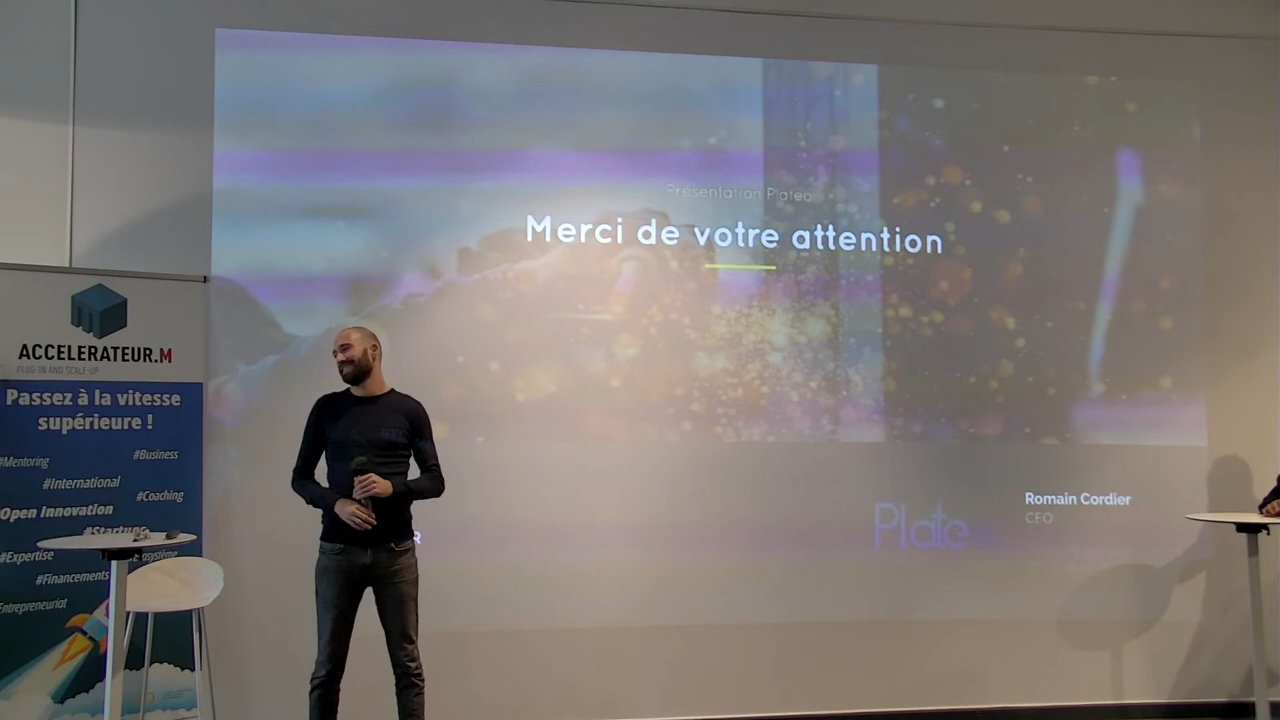 Présentation Plateo
Merci de votre attention
Plate
Romain Cordier
CFO
R
ACCELERATEUR.M
PLUG-IN AND SCALE-UP
Passez à la vitesse
supérieure !
#Mentoring
#Business
#International
#Coaching
Open Innovation
#Startups
#Expertise
#Financements
Entrepreneuriat